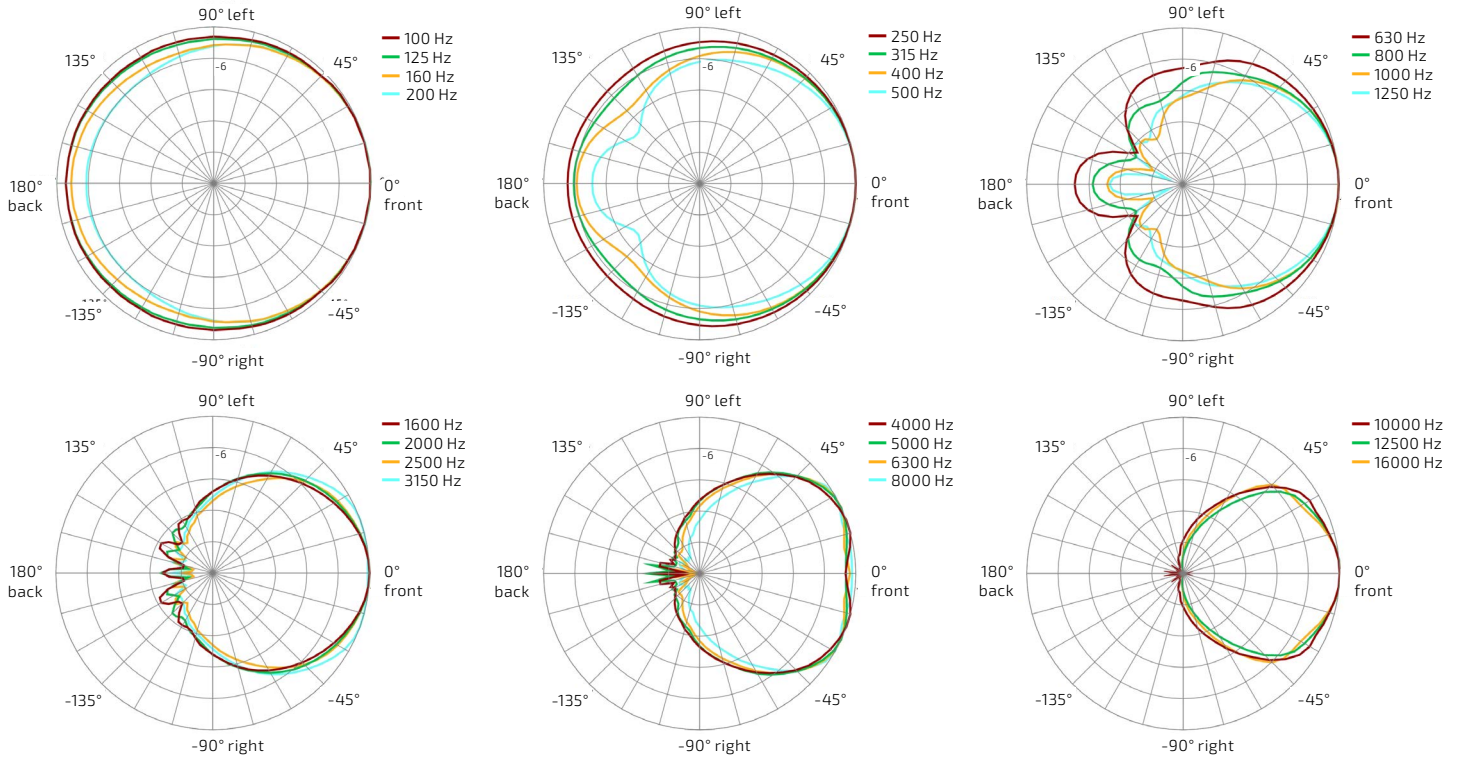 90° left
135°
45°
-6
180°
back
0°
front
-135°
-45°
-90° right
100 Hz
125 Hz
160 Hz
200 Hz
90° left
135°
45°
-6
180°
back
0°
front
-135°
-45°
-90° right
250 Hz
315 Hz
400 Hz
500 Hz
90° left
135°
45°
-6
180°
back
0°
front
-135°
-45°
-90° right
630 Hz
800 Hz
1000 Hz
1250 Hz
90° left
135°
45°
-6
180°
back
0°
front
-135°
-45°
-90° right
1600 Hz
2000 Hz
2500 Hz
3150 Hz
90° left
135°
45°
-6
180°
back
0°
front
-135°
-45°
-90° right
4000 Hz
5000 Hz
6300 Hz
8000 Hz
90° left
135°
45°
-6
180°
back
0°
front
-135°
-45°
-90° right
10000 Hz
12500 Hz
16000 Hz